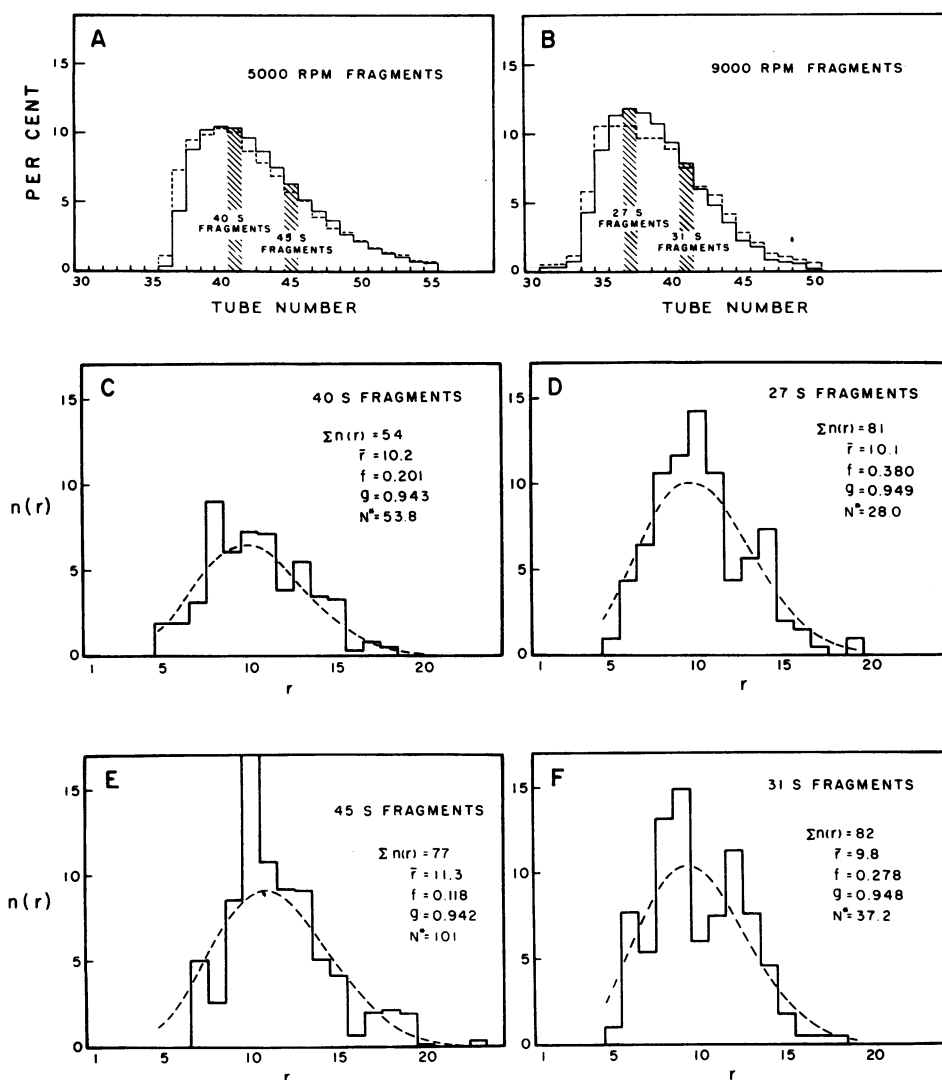 A
5000 RPM FRAGMENTS
PER CENT
15
10
5
0
40 S
FRAGMENTS
45 S
FRAGMENTS
30 35 40 45 50 55
TUBE NUMBER
B
9000 RPM FRAGMENTS
15
10
5
0
27 S
FRAGMENTS
31 S
FRAGMENTS
30 35 40 45 50
TUBE NUMBER
C
40 S FRAGMENTS
Σn(r) = 54
r̄ = 10.2
f = 0.201
g = 0.943
N* = 53.8
n(r)
15
10
5
0
1 5 10 15 20
r
D
27 S FRAGMENTS
Σn(r) = 81
r̄ = 10.1
f = 0.380
g = 0.949
N* = 28.0
15
10
5
0
1 5 10 15 20
r
E
45 S FRAGMENTS
Σ n(r) = 77
r̄ = 11.3
f = 0.118
g = 0.942
N* = 101
n(r)
15
10
5
0
1 5 10 15 20
r
F
31 S FRAGMENTS
Σn(r) = 82
r̄ = 9.8
f = 0.278
g = 0.948
N* = 37.2
15
10
5
0
1 5 10 15 20
r